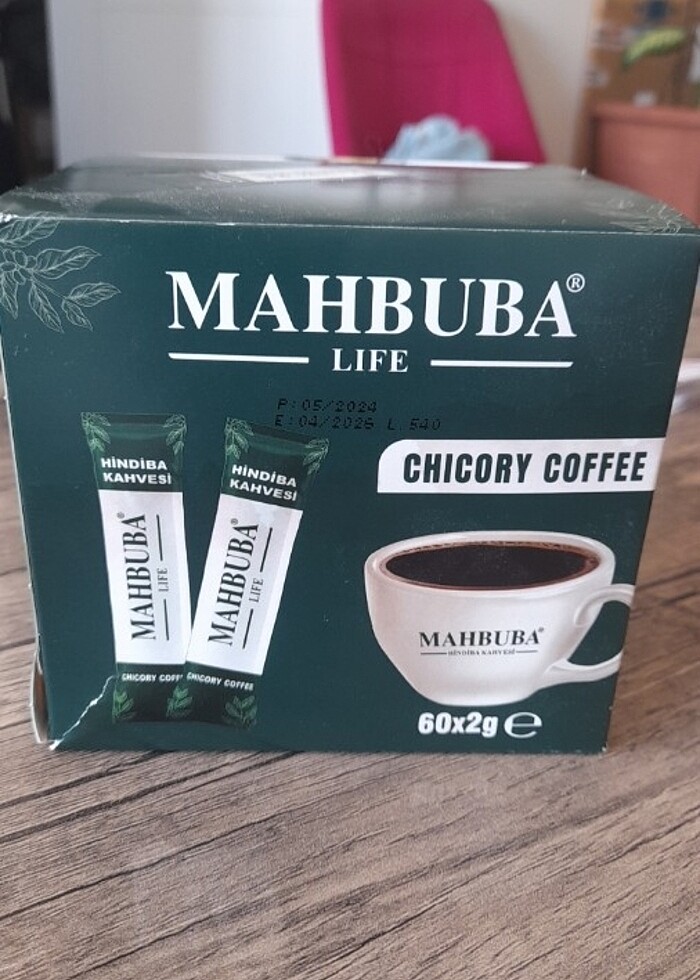 MAHBUBA®
LIFE
P:05/2024
E:04/2026 L.540
HİNDİBA
KAHVESİ
MAHBUBA®
LIFE
CHICORY COFF
HİNDİBA
KAHVESİ
MAHBUBA®
LIFE
CHICORY COFFEE
CHICORY COFFEE
MAHBUBA®
HİNDİBA KAHVESİ
60x2g ℮